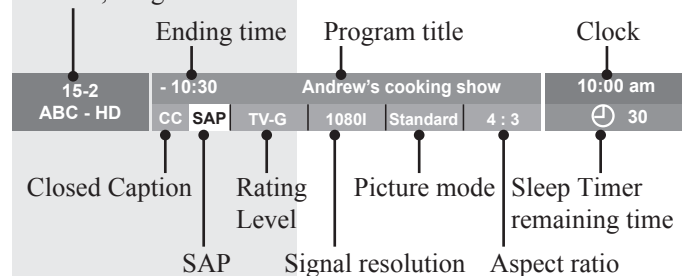 Ending time Program title Clock
15-2 - 10:30 Andrew's cooking show 10:00 am
ABC - HD CC SAP TV-G 1080I Standard 4 : 3 30
Closed Caption Rating Level Picture mode Sleep Timer remaining time
SAP Signal resolution Aspect ratio